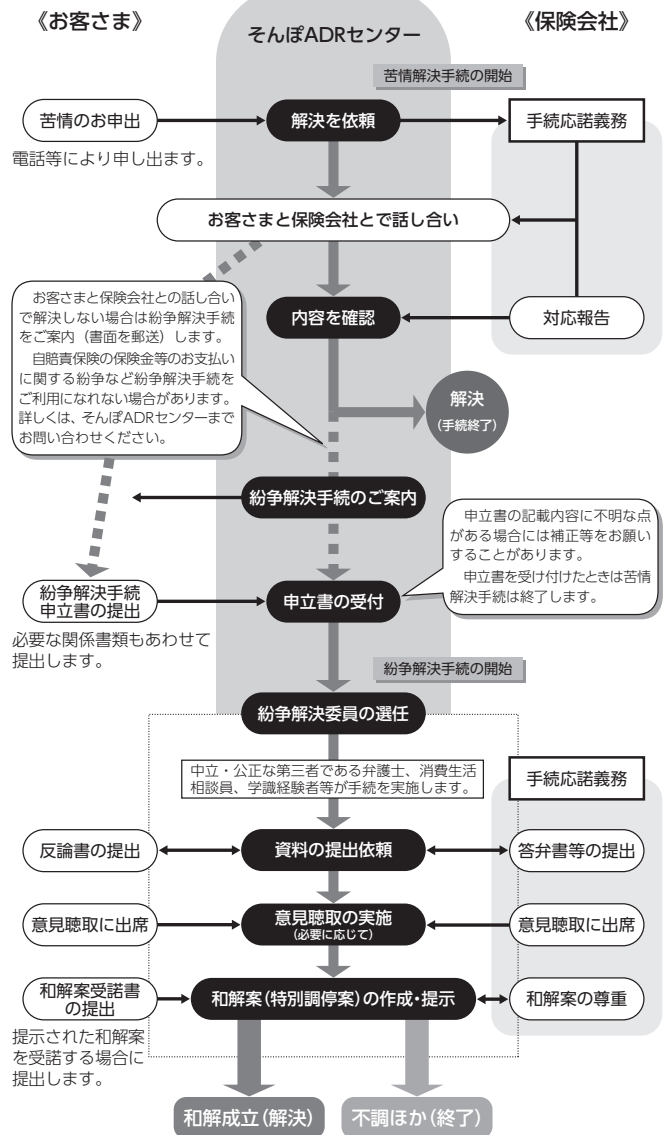 《お客さま》
そんぽADRセンター
《保険会社》
苦情解決手続の開始
苦情のお申出
解決を依頼
手続応諾義務
電話等により申し出ます。
お客さまと保険会社とで話し合い
お客さまと保険会社との話し合い
で解決しない場合は紛争解決手続
をご案内（書面を郵送）します。
自賠責保険の保険金等のお支払い
に関する紛争など紛争解決手続を
ご利用になれない場合があります。
詳しくは、そんぽADRセンターまで
お問い合わせください。
内容を確認
対応報告
解決
（手続終了）
紛争解決手続のご案内
申立書の記載内容に不明な点
がある場合には補正等をお願い
することがあります。
申立書を受け付けたときは苦情
解決手続は終了します。
紛争解決手続
申立書の提出
申立書の受付
必要な関係書類もあわせて
提出します。
紛争解決手続の開始
紛争解決委員の選任
中立・公正な第三者である弁護士、消費生活
相談員、学識経験者等が手続を実施します。
手続応諾義務
反論書の提出
資料の提出依頼
答弁書等の提出
意見聴取に出席
意見聴取の実施
（必要に応じて）
意見聴取に出席
和解案受諾書
の提出
和解案（特別調停案）の作成・提示
和解案の尊重
提示された和解案
を受諾する場合に
提出します。
和解成立（解決）
不調ほか（終了）